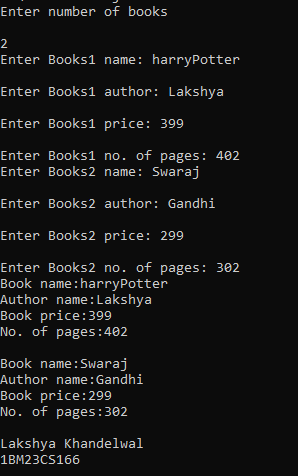 Enter number of books
2
Enter Books1 name: harryPotter
Enter Books1 author: Lakshya
Enter Books1 price: 399
Enter Books1 no. of pages: 402
Enter Books2 name: Swaraj
Enter Books2 author: Gandhi
Enter Books2 price: 299
Enter Books2 no. of pages: 302
Book name:harryPotter
Author name:Lakshya
Book price:399
No. of pages:402
Book name:Swaraj
Author name:Gandhi
Book price:299
No. of pages:302
Lakshya Khandelwal
1BM23CS166